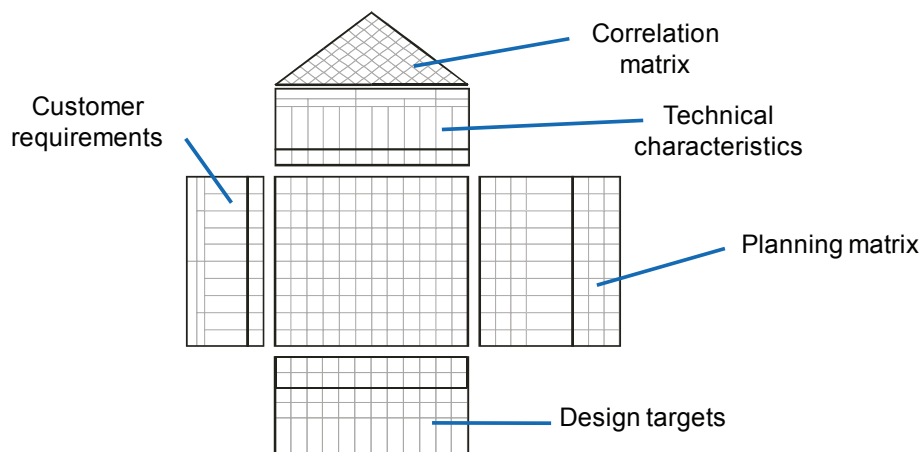 Correlation
matrix
Customer
requirements
Technical
characteristics
Planning matrix
Design targets